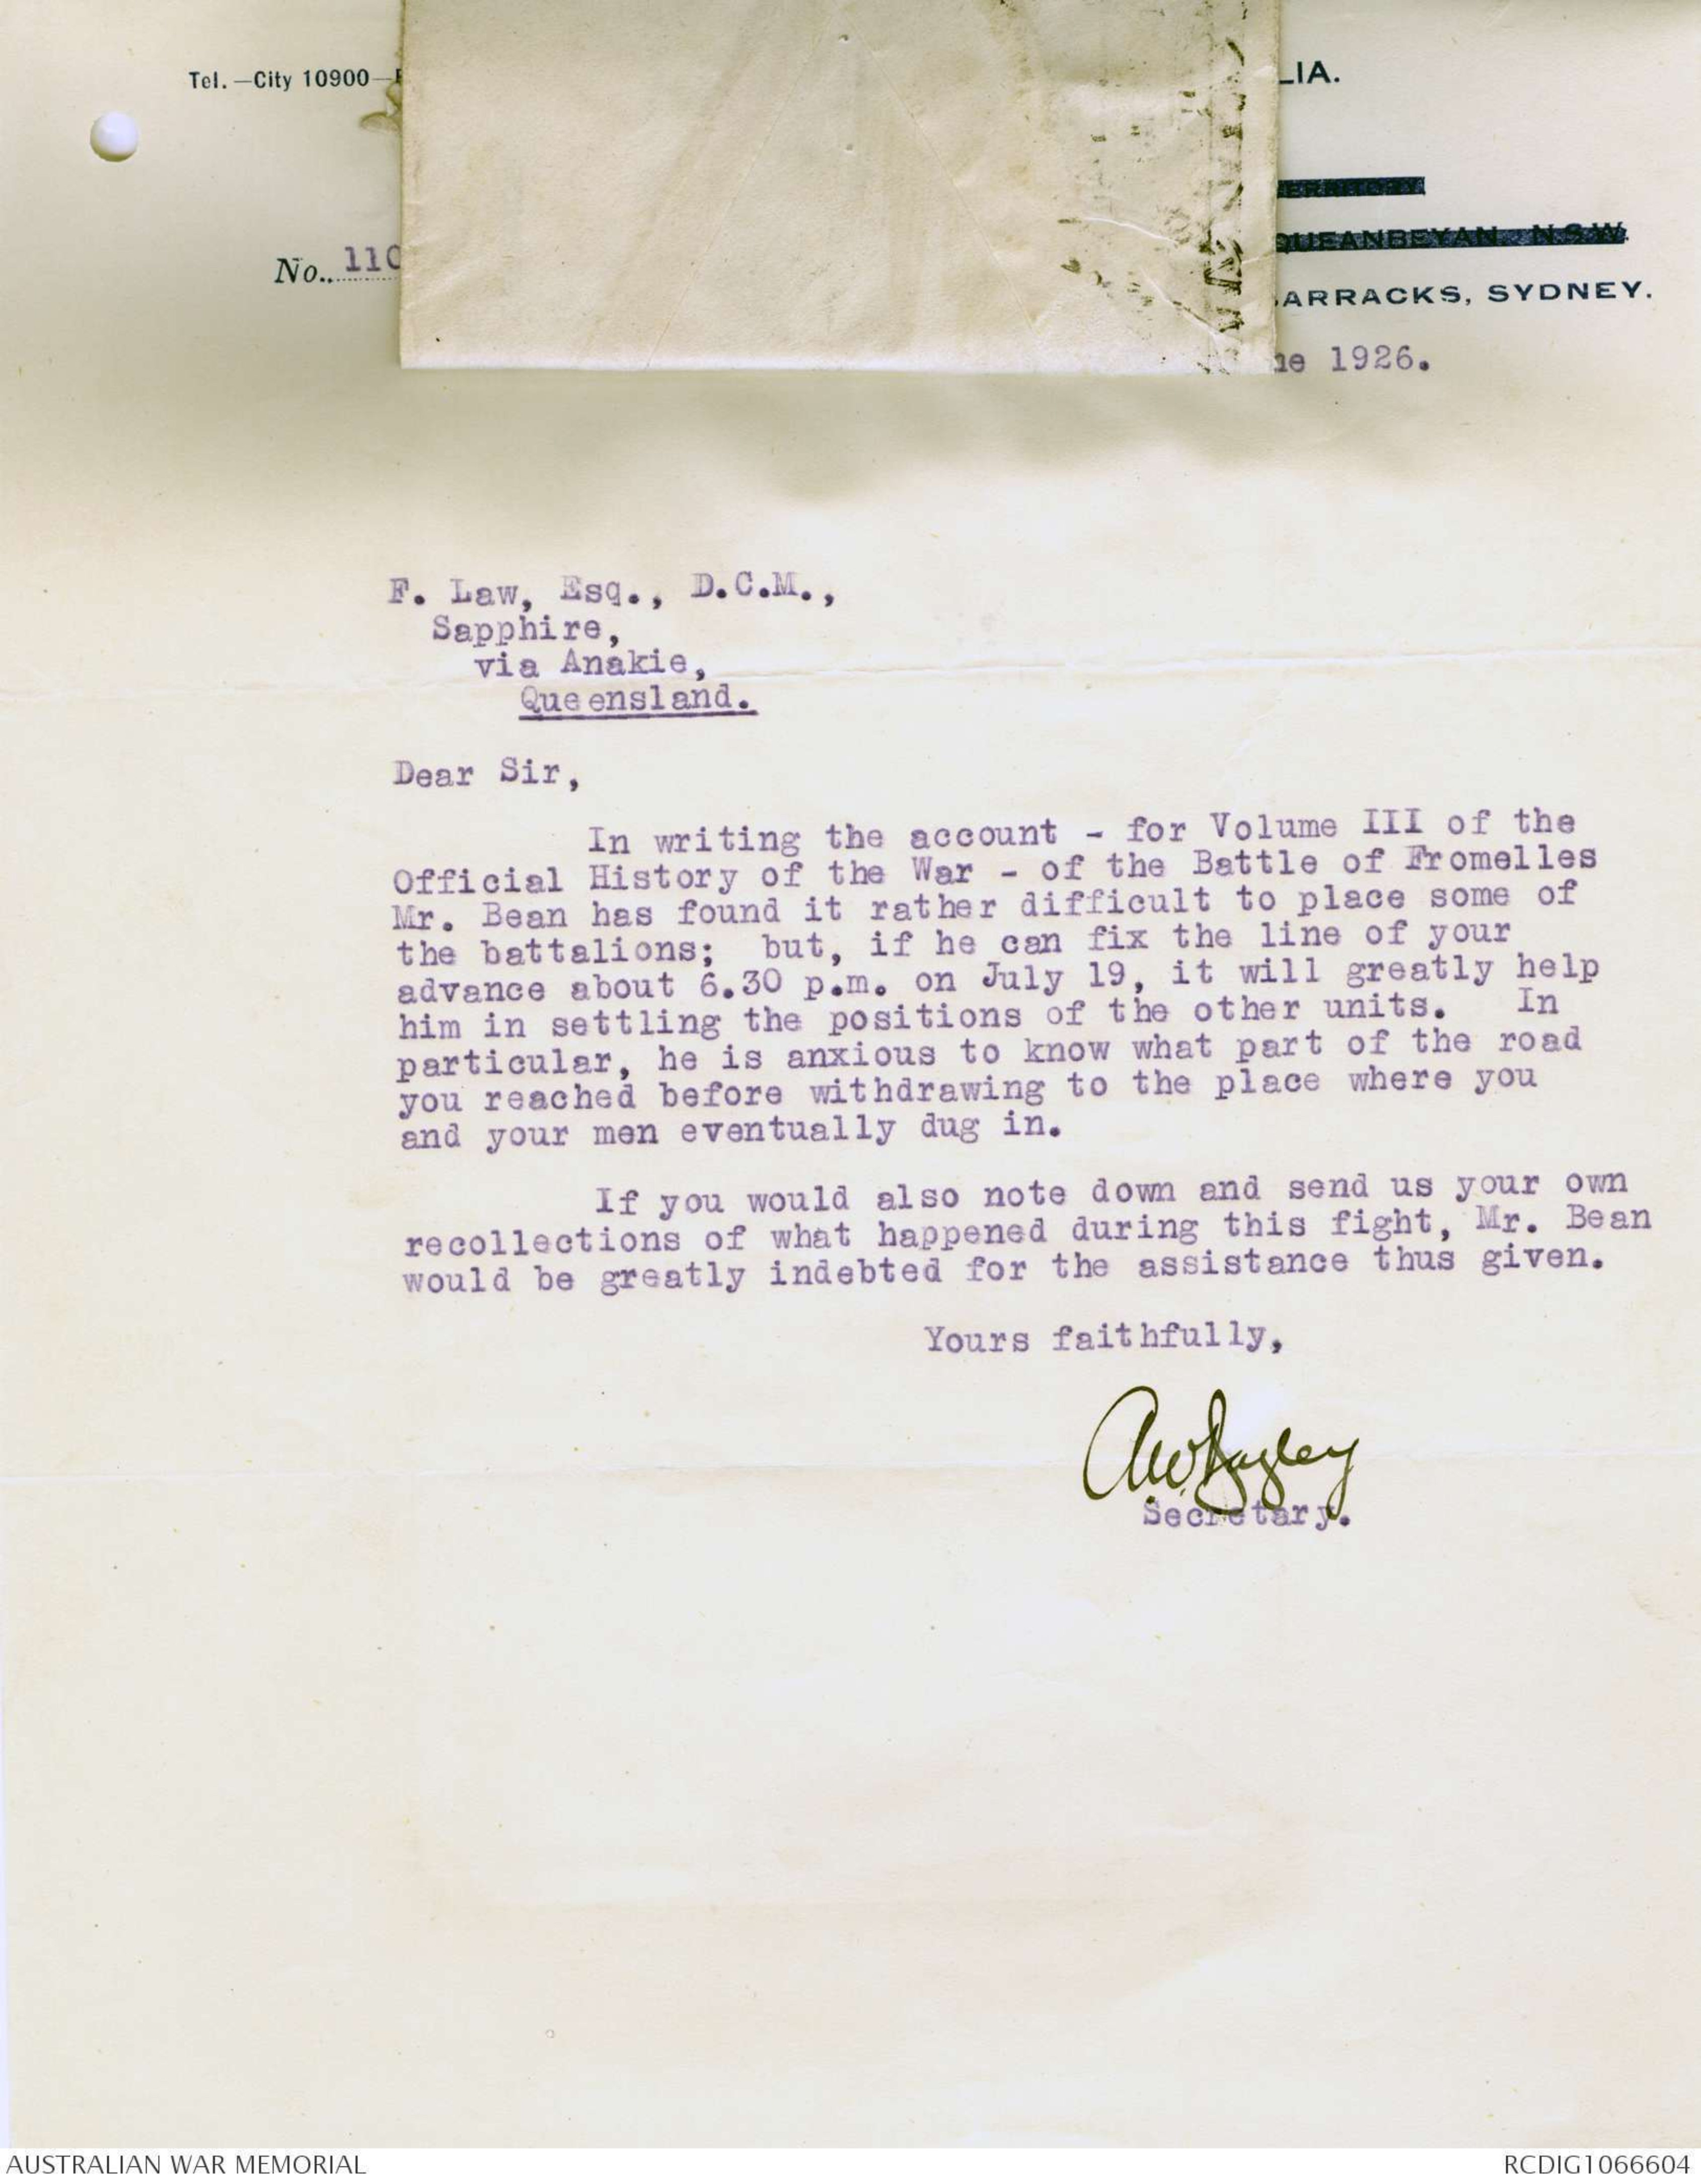 Tel.—City 10900—
LIA.
QUEANBEYAN, N.S.W.
No. 110
ARRACKS, SYDNEY.
ne 1926.
F. Law, Esq., D.C.M.,
Sapphire,
via Anakie,
Queensland.
Dear Sir,
In writing the account - for Volume III of the
Official History of the War - of the Battle of Fromelles
Mr. Bean has found it rather difficult to place some of
the battalions; but, if he can fix the line of your
advance about 6.30 p.m. on July 19, it will greatly help
him in settling the positions of the other units. In
particular, he is anxious to know what part of the road
you reached before withdrawing to the place where you
and your men eventually dug in.
If you would also note down and send us your own
recollections of what happened during this fight, Mr. Bean
would be greatly indebted for the assistance thus given.
Yours faithfully,
Secretary.
AUSTRALIAN WAR MEMORIAL
RCDIG1066604